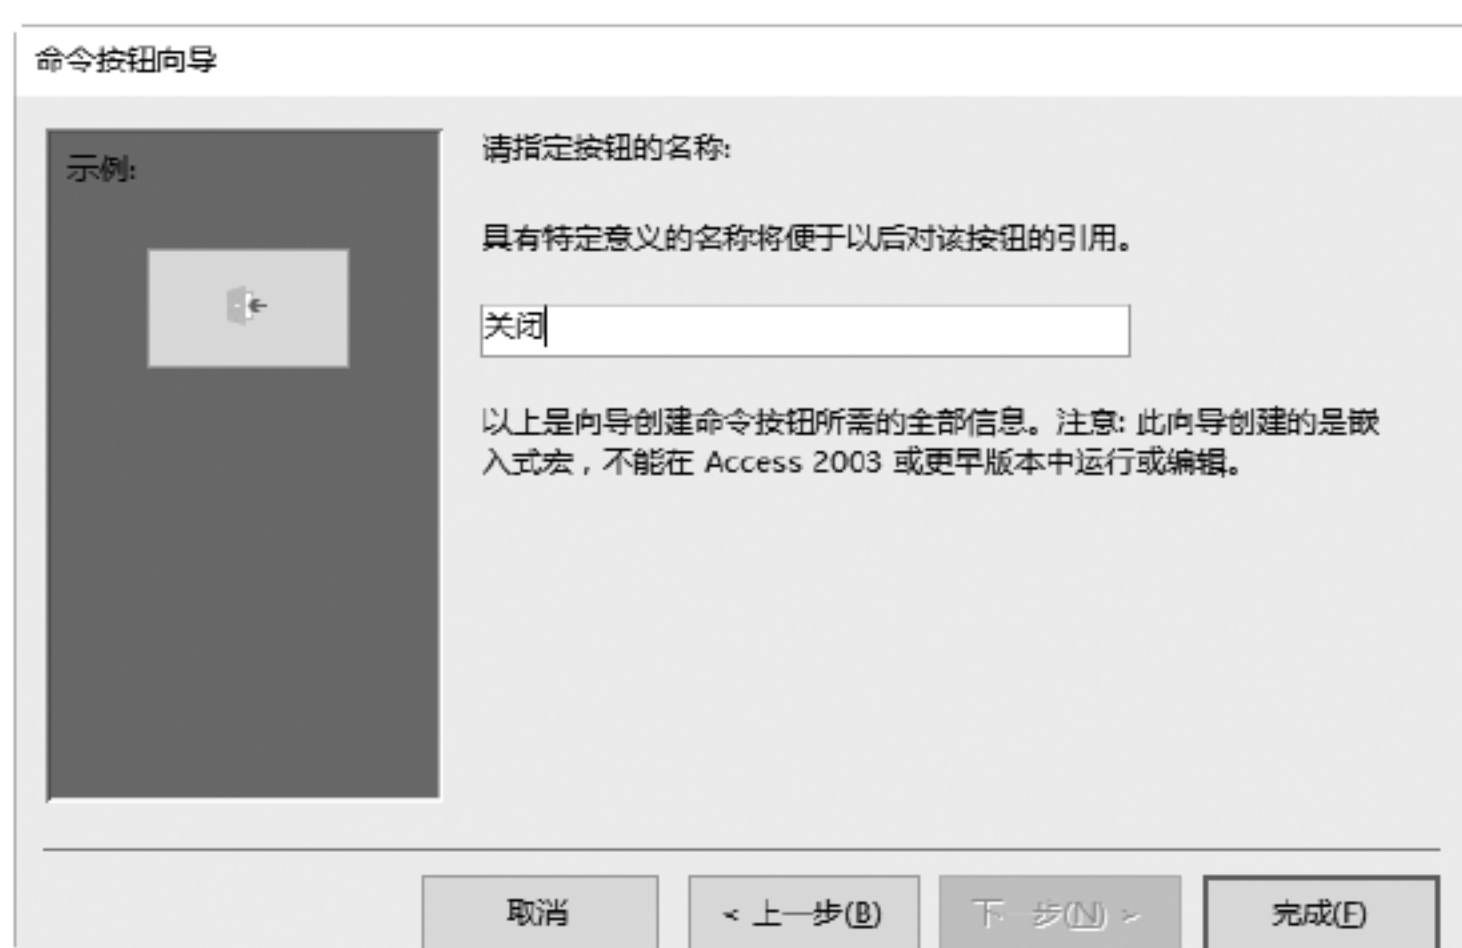 命令按钮向导
示例:
请指定按钮的名称:
具有特定意义的名称将便于以后对该按钮的引用。
关闭
以上是向导创建命令按钮所需的全部信息。注意: 此向导创建的是嵌
入式宏，不能在 Access 2003 或更早版本中运行或编辑。
取消
< 上一步(B)
下一步(N) >
完成(F)